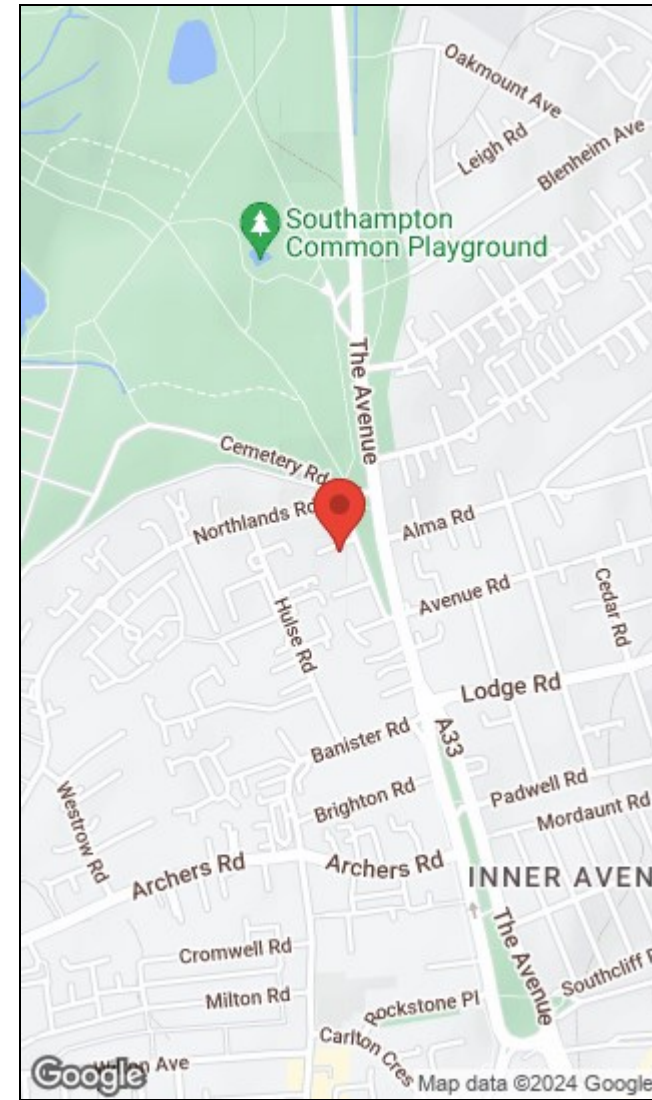 Oakmount Ave
Leigh Rd
Blenheim Ave
Southampton
Common Playground
The Avenue
Cemetery Rd
Northlands Rd
Alma Rd
Avenue Rd
Cedar Rd
Hulse Rd
Lodge Rd
Banister Rd
A33
Brighton Rd
Padwell Rd
Mordaunt Rd
Westrow Rd
Archers Rd
Archers Rd
INNER AVEN
The Avenue
Cromwell Rd
Southcliff
Milton Rd
Rockstone Pl
Carlton Cres
Ave
Google
Map data ©2024 Google